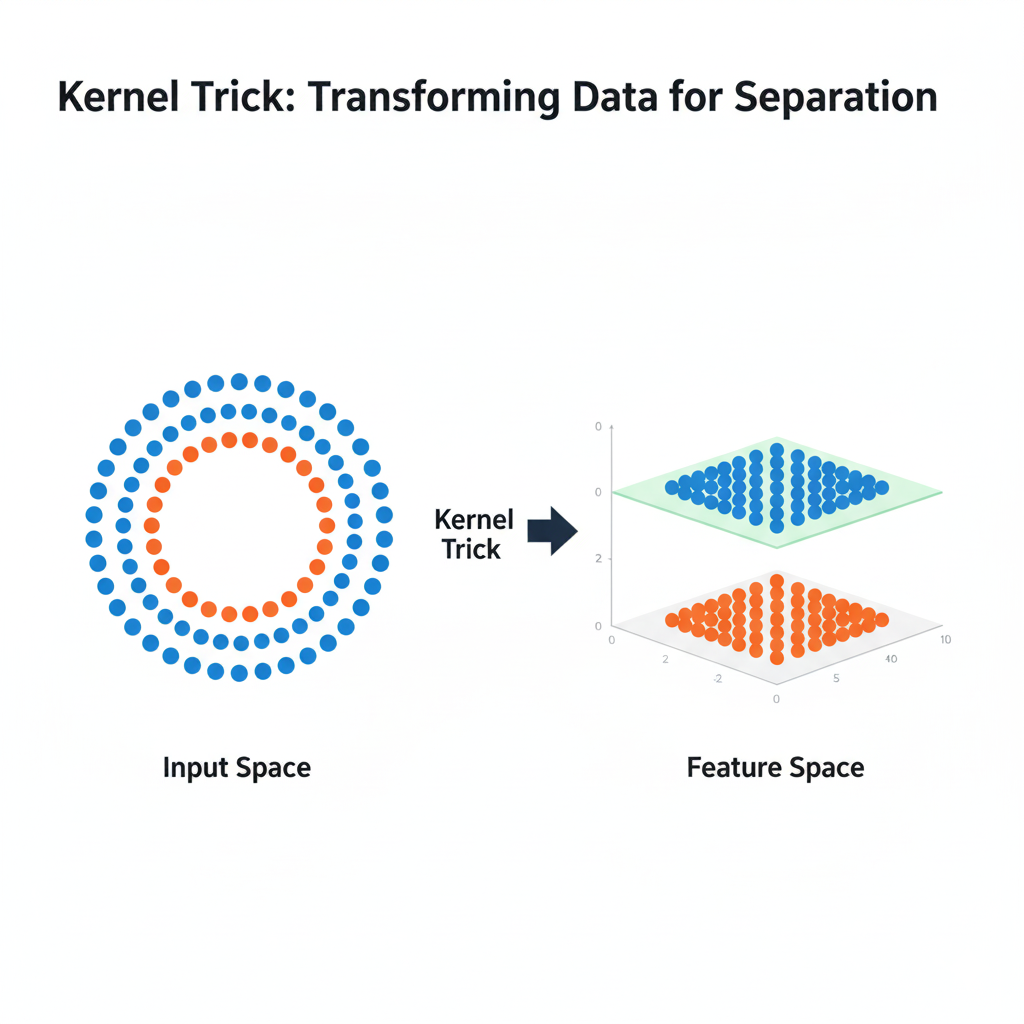 Kernel Trick: Transforming Data for Separation
Kernel
Trick
0
0
2
0
0
2
-2
0
5
40
10
Input Space
Feature Space